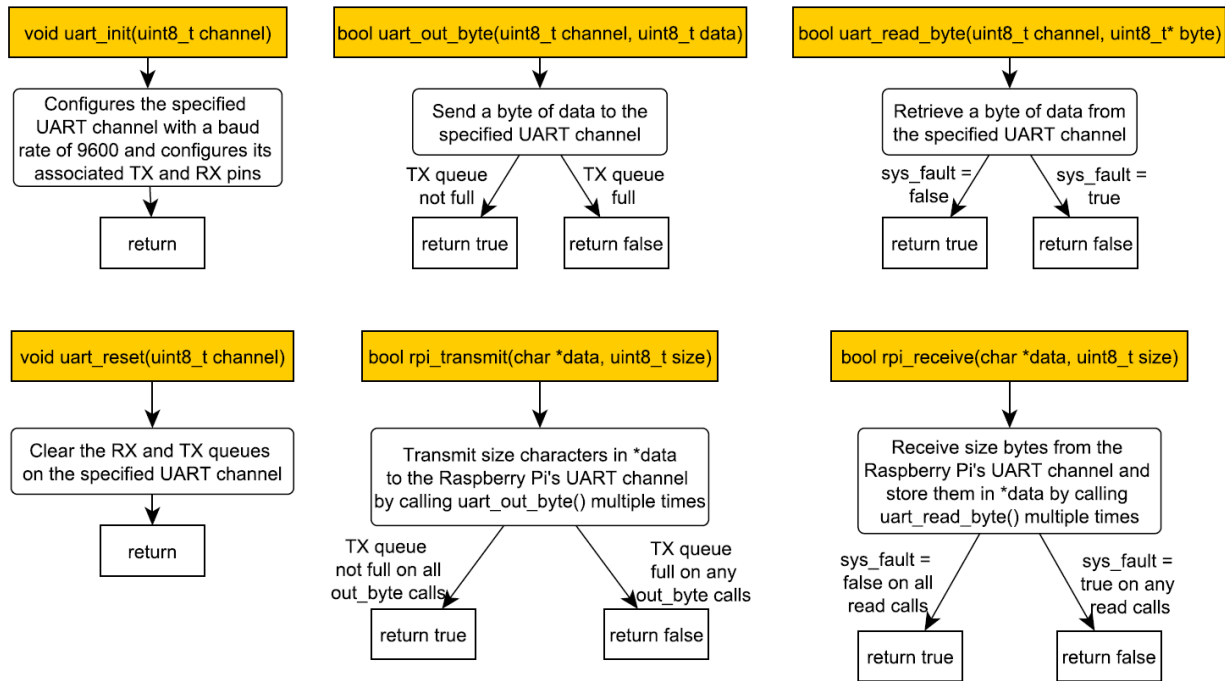 void uart_init(uint8_t channel)
Configures the specified
UART channel with a baud
rate of 9600 and configures its
associated TX and RX pins
return
bool uart_out_byte(uint8_t channel, uint8_t data)
Send a byte of data to the
specified UART channel
TX queue
not full
TX queue
full
return true
return false
bool uart_read_byte(uint8_t channel, uint8_t* byte)
Retrieve a byte of data from
the specified UART channel
sys_fault =
false
sys_fault =
true
return true
return false
void uart_reset(uint8_t channel)
Clear the RX and TX queues
on the specified UART channel
return
bool rpi_transmit(char *data, uint8_t size)
Transmit size characters in *data
to the Raspberry Pi's UART channel
by calling uart_out_byte() multiple times
TX queue
not full on all
out_byte calls
TX queue
full on any
out_byte calls
return true
return false
bool rpi_receive(char *data, uint8_t size)
Receive size bytes from the
Raspberry Pi's UART channel and
store them in *data by calling
uart_read_byte() multiple times
sys_fault =
false on all
read calls
sys_fault =
true on any
read calls
return true
return false